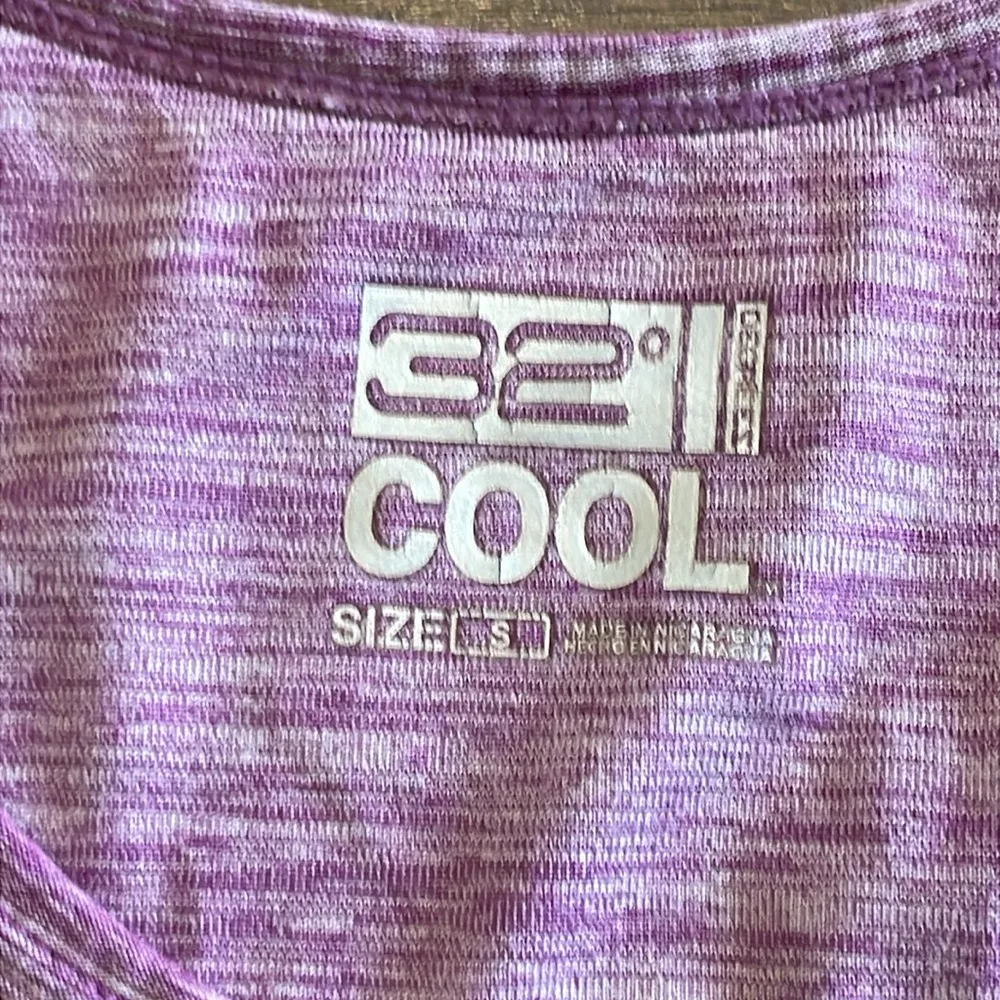 32°
COOL
SIZE S
MADE IN NICARAGUA
HECHO EN NICARAGUA